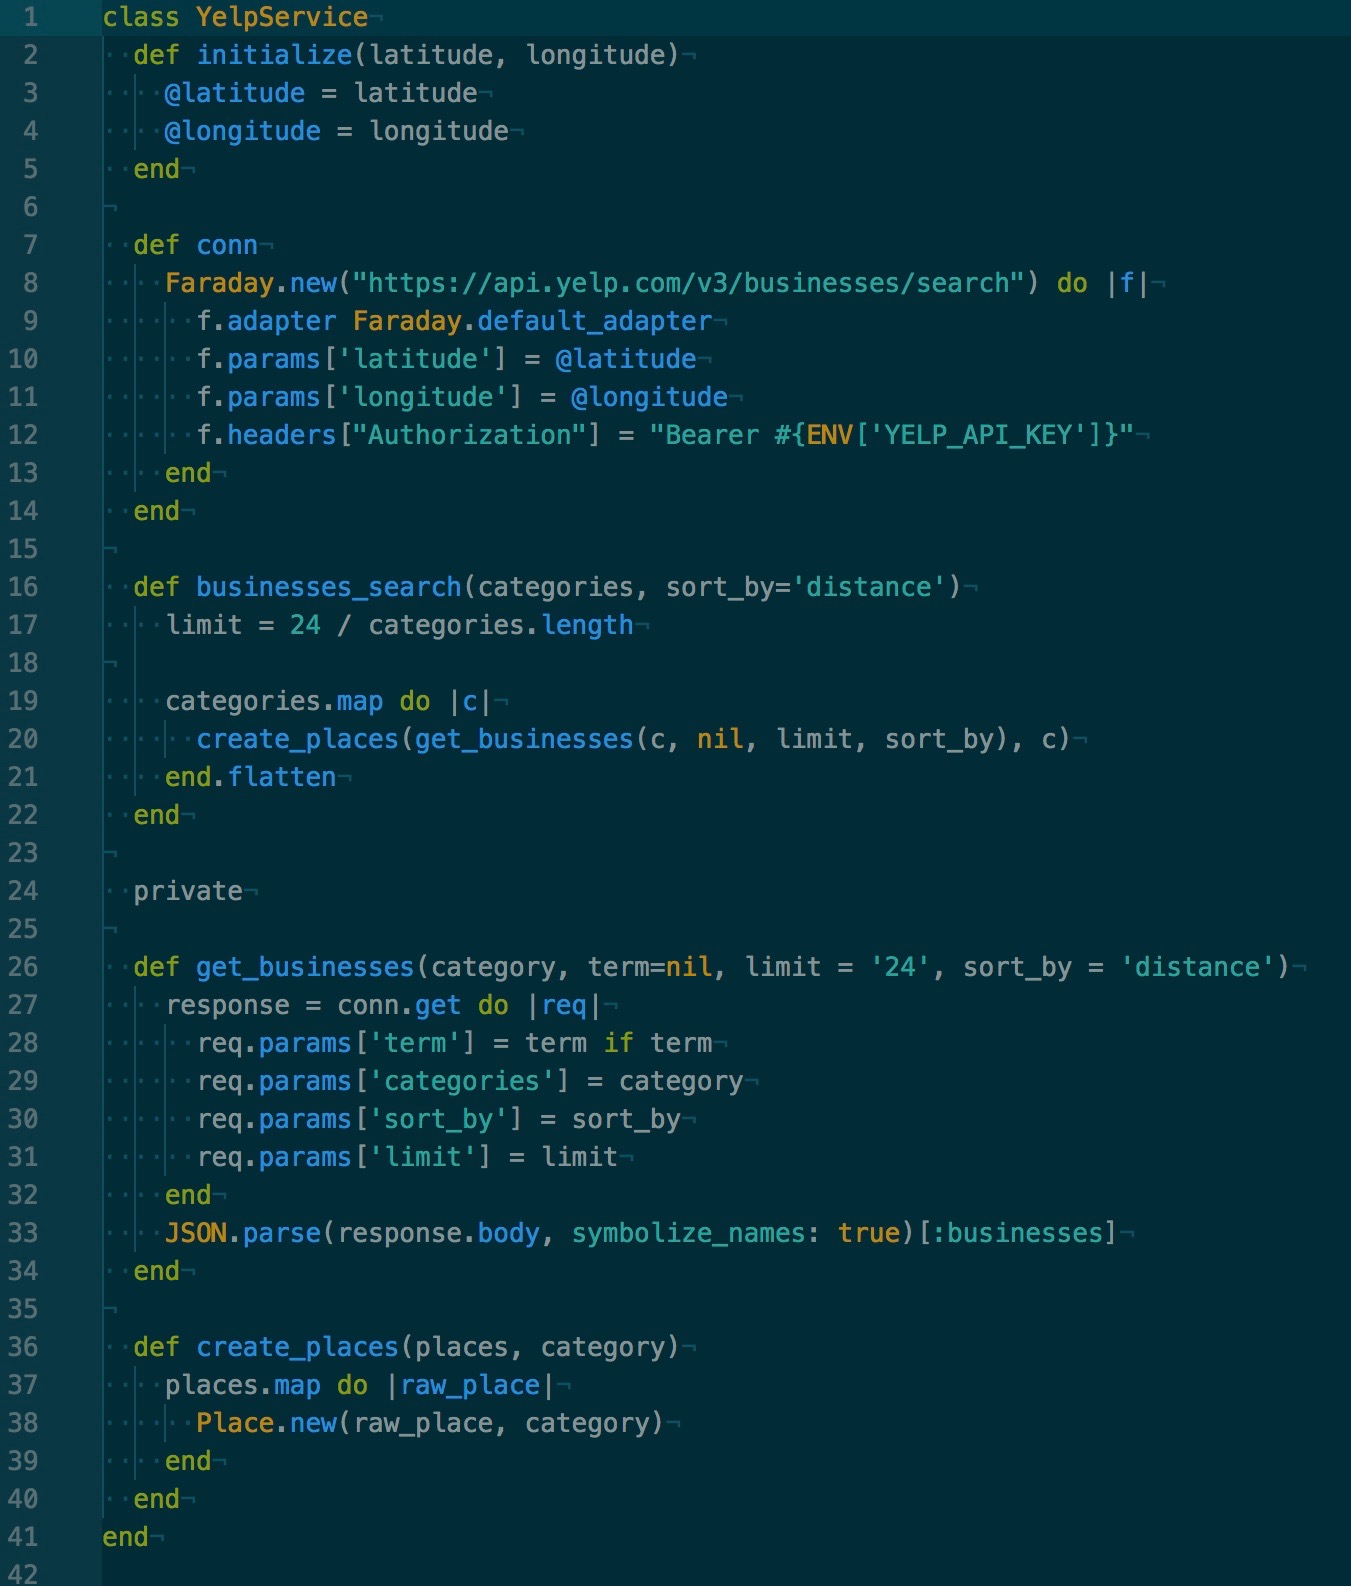 1 class YelpService
2   def initialize(latitude, longitude)
3     @latitude = latitude
4     @longitude = longitude
5   end
6
7   def conn
8     Faraday.new("https://api.yelp.com/v3/businesses/search") do |f|
9       f.adapter Faraday.default_adapter
10       f.params['latitude'] = @latitude
11       f.params['longitude'] = @longitude
12       f.headers["Authorization"] = "Bearer #{ENV['YELP_API_KEY']}"
13     end
14   end
15
16   def businesses_search(categories, sort_by='distance')
17     limit = 24 / categories.length
18
19     categories.map do |c|
20       create_places(get_businesses(c, nil, limit, sort_by), c)
21     end.flatten
22   end
23
24   private
25
26   def get_businesses(category, term=nil, limit = '24', sort_by = 'distance')
27     response = conn.get do |req|
28       req.params['term'] = term if term
29       req.params['categories'] = category
30       req.params['sort_by'] = sort_by
31       req.params['limit'] = limit
32     end
33     JSON.parse(response.body, symbolize_names: true)[:businesses]
34   end
35
36   def create_places(places, category)
37     places.map do |raw_place|
38       Place.new(raw_place, category)
39     end
40   end
41 end
42